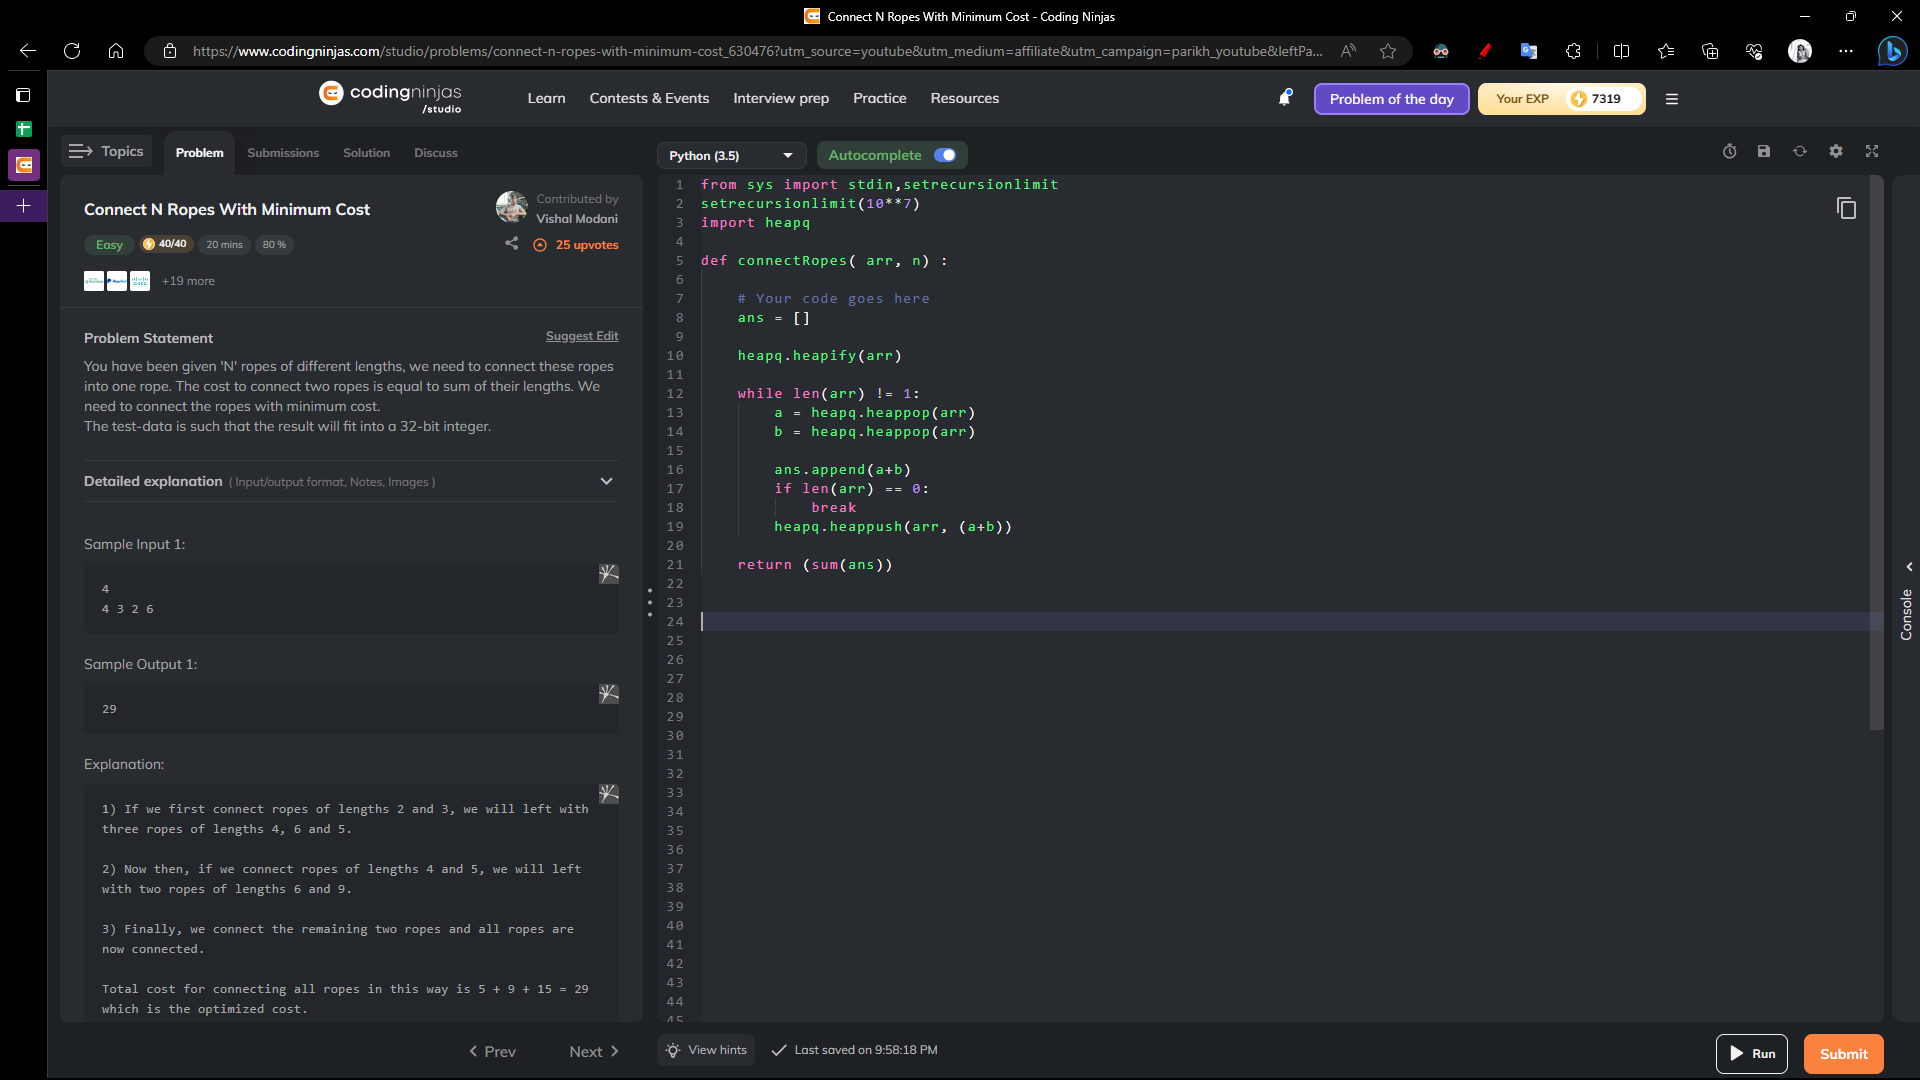 Connect N Ropes With Minimum Cost - Coding Ninjas
https://www.codingninjas.com/studio/problems/connect-n-ropes-with-minimum-cost_630476?utm_source=youtube&utm_medium=affiliate&utm_campaign=parikh_youtube&leftPa...
codingninjas
/studio
Learn
Contests & Events
Interview prep
Practice
Resources
Problem of the day
Your EXP
7319
Topics
Problem
Submissions
Solution
Discuss
Connect N Ropes With Minimum Cost
Contributed by
Vishal Modani
Easy
40/40
20 mins
80 %
25 upvotes
+19 more
Problem Statement
Suggest Edit
You have been given 'N' ropes of different lengths, we need to connect these ropes
into one rope. The cost to connect two ropes is equal to sum of their lengths. We
need to connect the ropes with minimum cost.
The test-data is such that the result will fit into a 32-bit integer.
Detailed explanation ( Input/output format, Notes, Images )
Sample Input 1:
4
4 3 2 6
Sample Output 1:
29
Explanation:
1) If we first connect ropes of lengths 2 and 3, we will left with
three ropes of lengths 4, 6 and 5.
2) Now then, if we connect ropes of lengths 4 and 5, we will left
with two ropes of lengths 6 and 9.
3) Finally, we connect the remaining two ropes and all ropes are
now connected.
Total cost for connecting all ropes in this way is 5 + 9 + 15 = 29
which is the optimized cost.
Prev
Next
Python (3.5)
Autocomplete
1 from sys import stdin,setrecursionlimit
2 setrecursionlimit(10**7)
3 import heapq
4
5 def connectRopes( arr, n) :
6
7     # Your code goes here
8     ans = []
9
10     heapq.heapify(arr)
11
12     while len(arr) != 1:
13         a = heapq.heappop(arr)
14         b = heapq.heappop(arr)
15
16         ans.append(a+b)
17         if len(arr) == 0:
18             break
19         heapq.heappush(arr, (a+b))
20
21     return (sum(ans))
22
23
24
25
26
27
28
29
30
31
32
33
34
35
36
37
38
39
40
41
42
43
44
45
Console
View hints
Last saved on 9:58:18 PM
Run
Submit